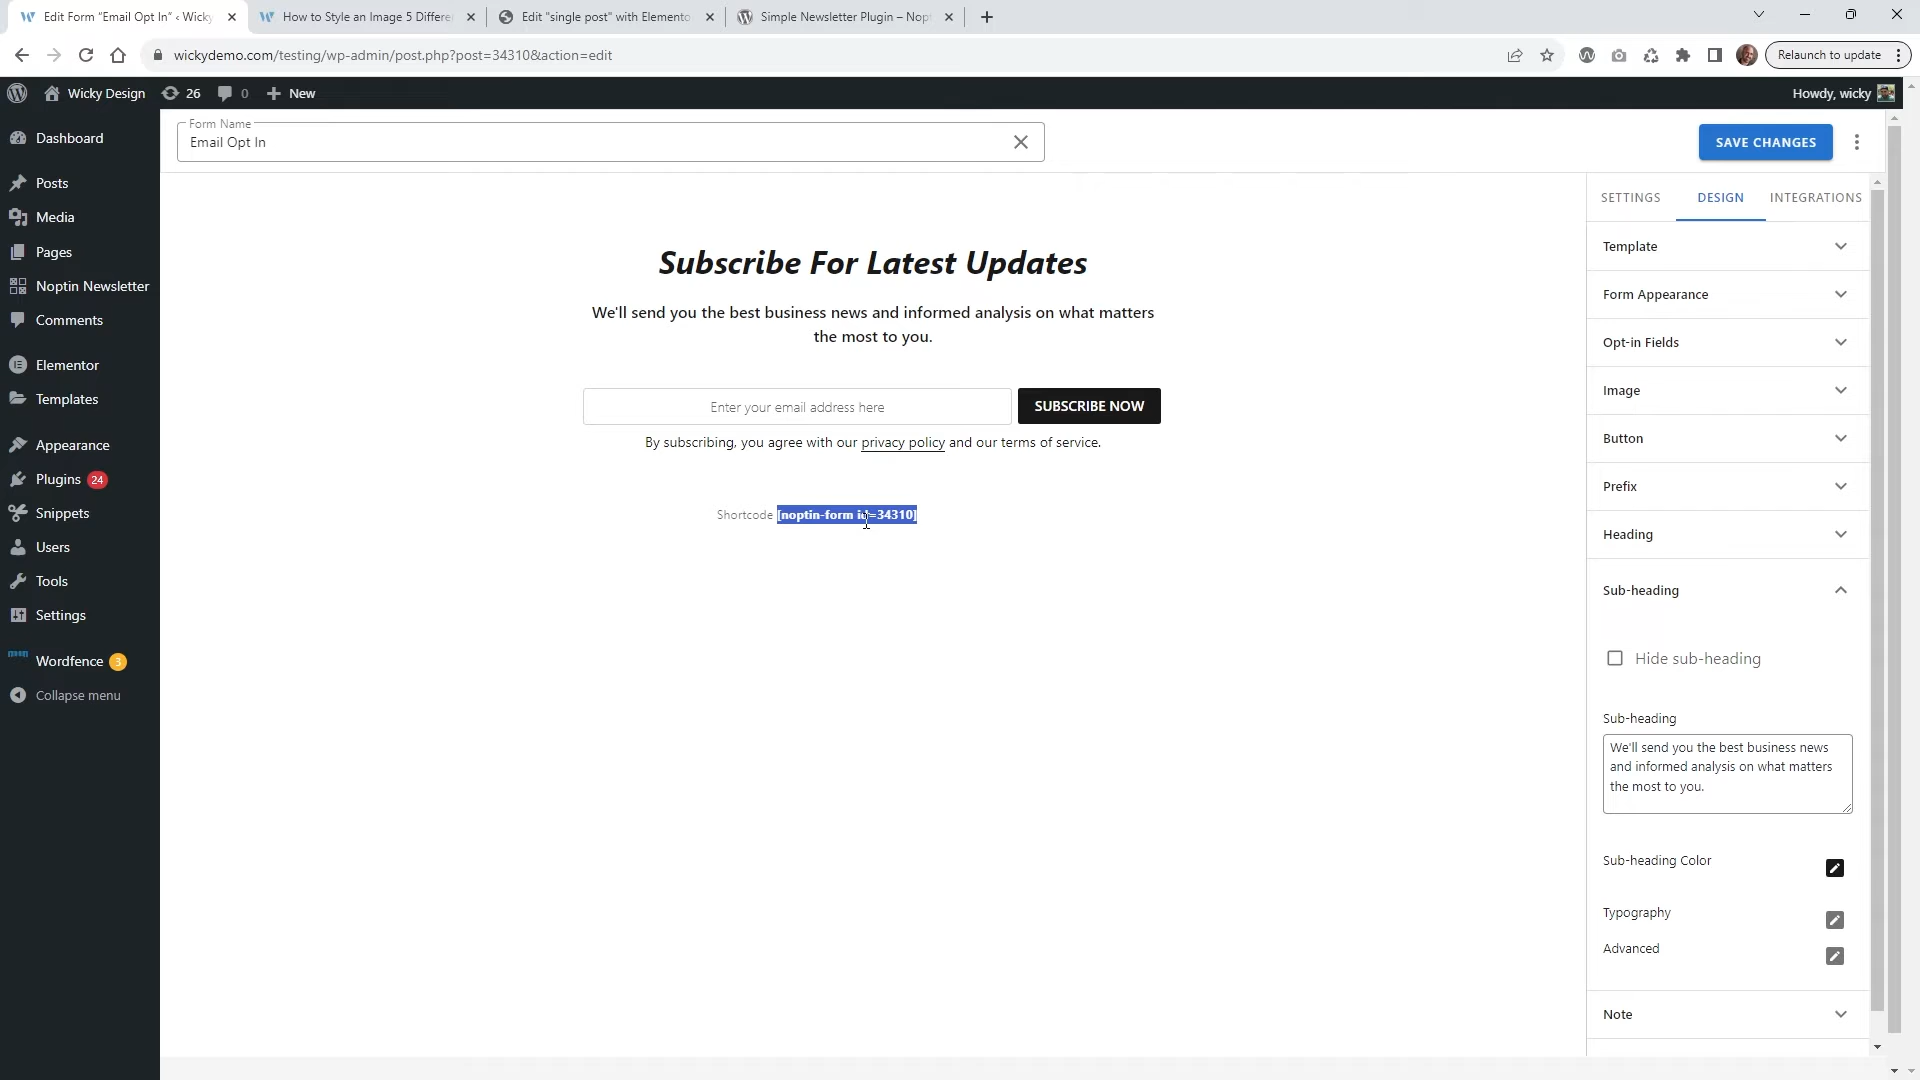 Edit Form “Email Opt In” ‹ Wicky
How to Style an Image 5 Differe
Edit "single post" with Elemento
Simple Newsletter Plugin – Nopt
wickydemo.com/testing/wp-admin/post.php?post=34310&action=edit
Relaunch to update
Wicky Design
26
0
New
Howdy, wicky
Dashboard
Posts
Media
Pages
Noptin Newsletter
Comments
Elementor
Templates
Appearance
Plugins 24
Snippets
Users
Tools
Settings
Wordfence 3
Collapse menu
Form Name
Email Opt In
SAVE CHANGES
Subscribe For Latest Updates
We'll send you the best business news and informed analysis on what matters
the most to you.
Enter your email address here
SUBSCRIBE NOW
By subscribing, you agree with our privacy policy and our terms of service.
Shortcode [noptin-form id=34310]
SETTINGS
DESIGN
INTEGRATIONS
Template
Form Appearance
Opt-in Fields
Image
Button
Prefix
Heading
Sub-heading
Hide sub-heading
Sub-heading
We'll send you the best business news
and informed analysis on what matters
the most to you.
Sub-heading Color
Typography
Advanced
Note